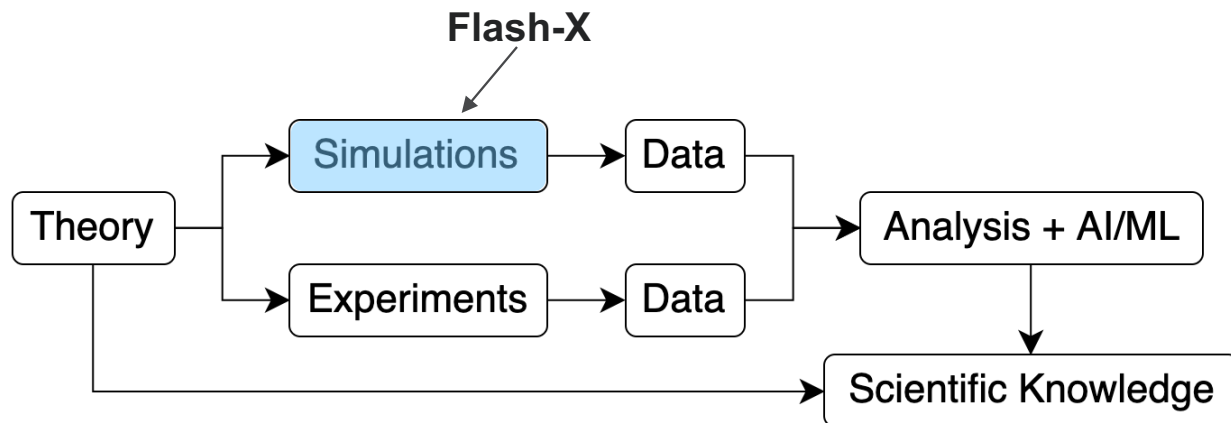 Flash-X
Simulations
Data
Theory
Analysis + AI/ML
Experiments
Data
Scientific Knowledge